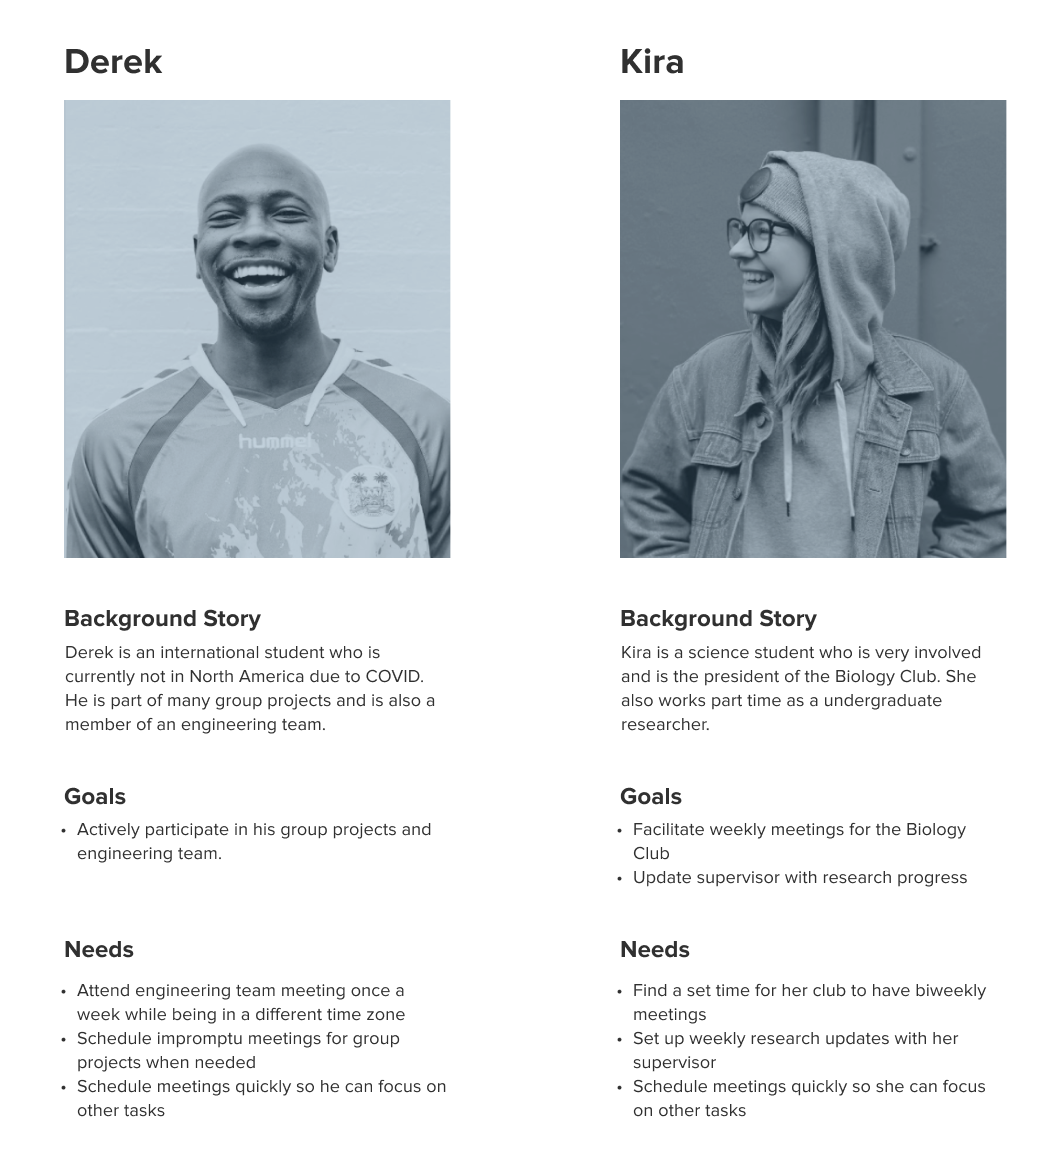 Derek
hummel
Background Story
Derek is an international student who is
currently not in North America due to COVID.
He is part of many group projects and is also a
member of an engineering team.
Goals
• Actively participate in his group projects and
engineering team.
Needs
• Attend engineering team meeting once a
week while being in a different time zone
• Schedule impromptu meetings for group
projects when needed
• Schedule meetings quickly so he can focus on
other tasks
Kira
Background Story
Kira is a science student who is very involved
and is the president of the Biology Club. She
also works part time as a undergraduate
researcher.
Goals
• Facilitate weekly meetings for the Biology
Club
• Update supervisor with research progress
Needs
• Find a set time for her club to have biweekly
meetings
• Set up weekly research updates with her
supervisor
• Schedule meetings quickly so she can focus
on other tasks